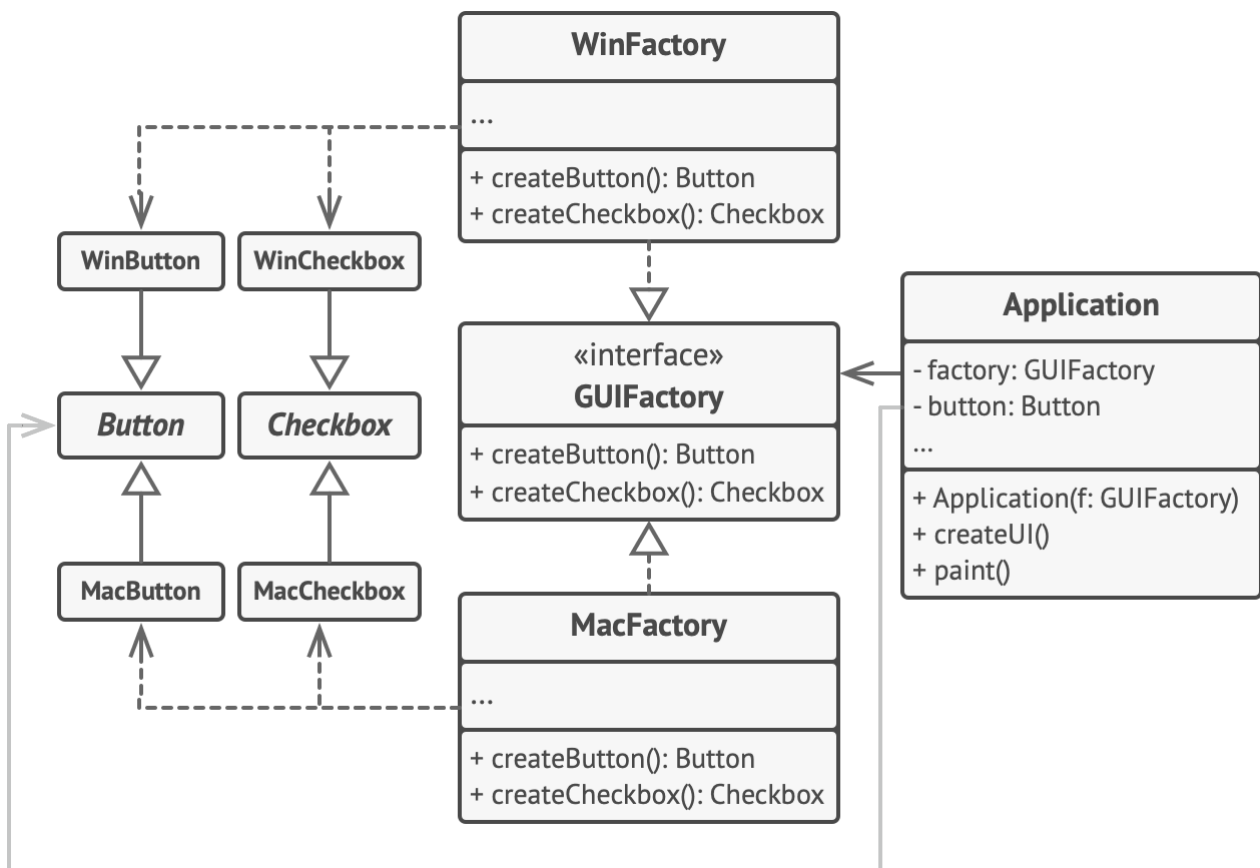 WinFactory
...
+ createButton(): Button
+ createCheckbox(): Checkbox
WinButton
WinCheckbox
Button
Checkbox
MacButton
MacCheckbox
«interface»
GUIFactory
+ createButton(): Button
+ createCheckbox(): Checkbox
Application
- factory: GUIFactory
- button: Button
...
+ Application(f: GUIFactory)
+ createUI()
+ paint()
MacFactory
...
+ createButton(): Button
+ createCheckbox(): Checkbox